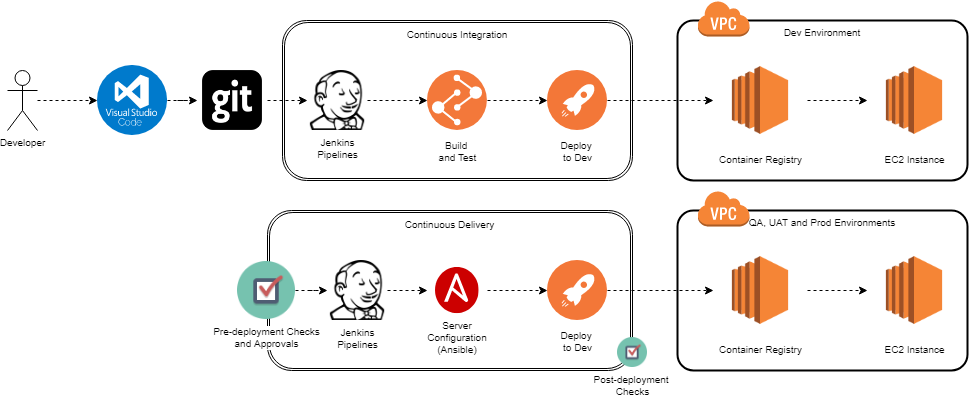 VPC
Continuous Integration
Dev Environment
Visual Studio
Code
git
Developer
Jenkins
Pipelines
Build
and Test
Deploy
to Dev
Container Registry
EC2 Instance
VPC
Continuous Delivery
QA, UAT and Prod Environments
Pre-deployment Checks
and Approvals
Jenkins
Pipelines
Server
Configuration
(Ansible)
Deploy
to Dev
Container Registry
EC2 Instance
Post-deployment
Checks